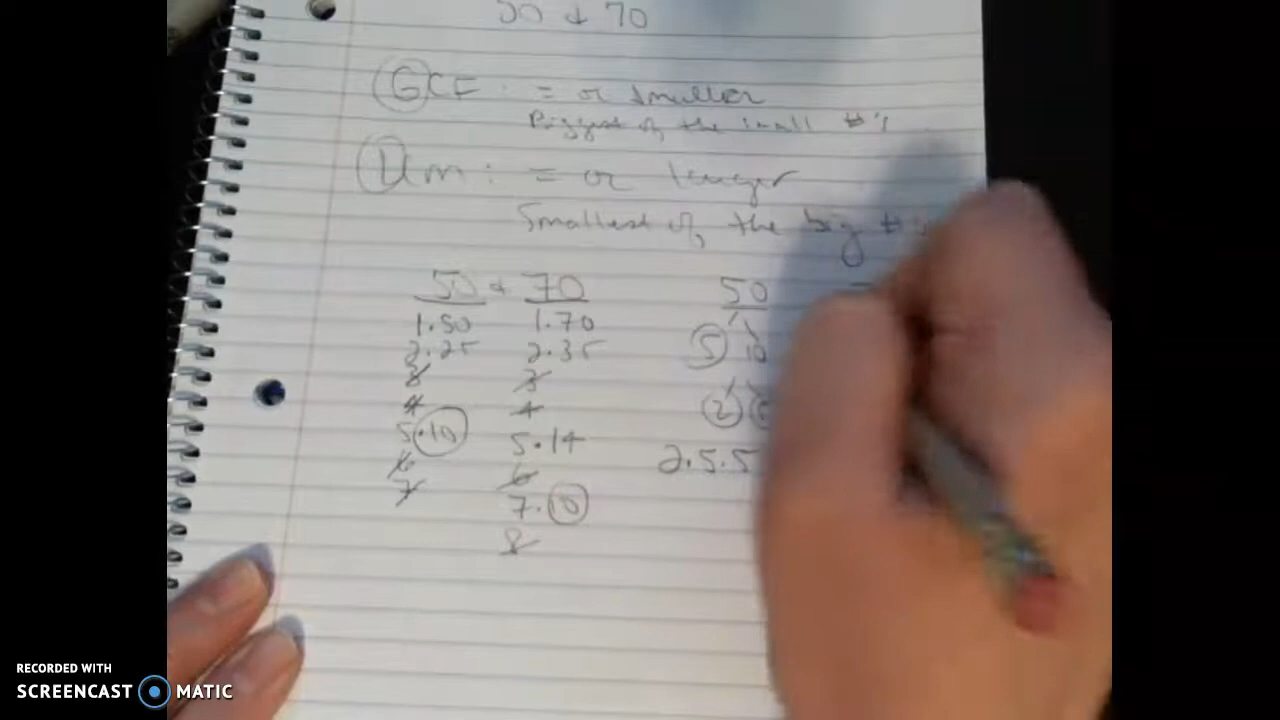 50 & 70
GCF : = or smaller
Biggest of the small #'s
LCM : = or larger
Smallest of the big #'s
50 & 70
1.50 1.70
2.25 2.35
3 3
4 4
5.10 5.14
6 6
7 7.10
8
50
5 10
2
2.5.5
RECORDED WITH
SCREENCAST MATIC